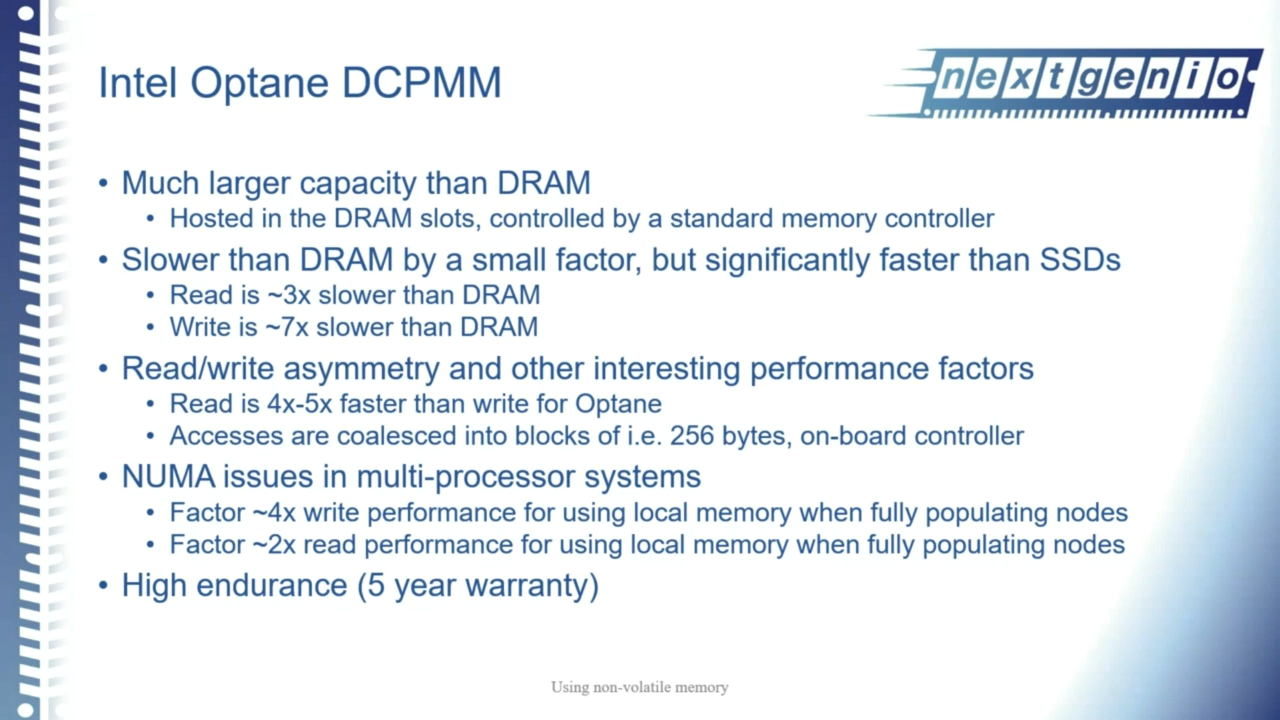 Intel Optane DCPMM
nextgenio
• Much larger capacity than DRAM
• Hosted in the DRAM slots, controlled by a standard memory controller
• Slower than DRAM by a small factor, but significantly faster than SSDs
• Read is ~3x slower than DRAM
• Write is ~7x slower than DRAM
• Read/write asymmetry and other interesting performance factors
• Read is 4x-5x faster than write for Optane
• Accesses are coalesced into blocks of i.e. 256 bytes, on-board controller
• NUMA issues in multi-processor systems
• Factor ~4x write performance for using local memory when fully populating nodes
• Factor ~2x read performance for using local memory when fully populating nodes
• High endurance (5 year warranty)
Using non-volatile memory